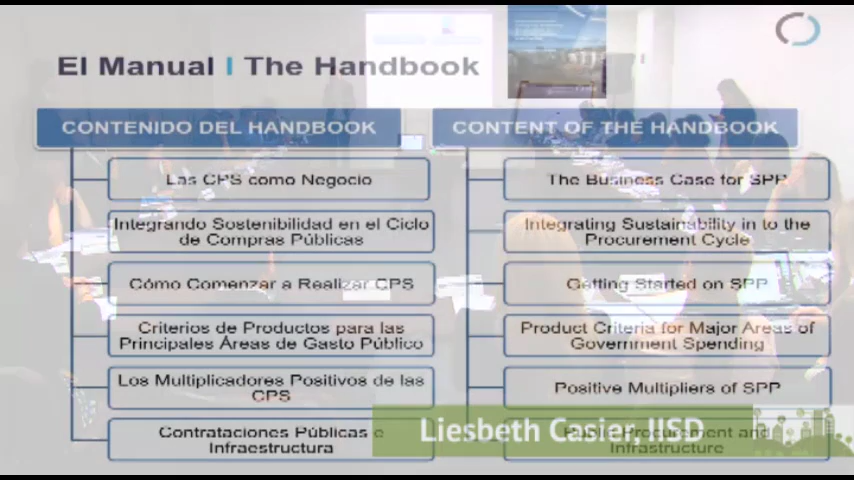 El Manual I The Handbook
CONTENIDO DEL HANDBOOK
Las CPS como Negocio
Integrando Sostenibilidad en el Ciclo
de Compras Públicas
Cómo Comenzar a Realizar CPS
Criterios de Productos para las
Principales Áreas de Gasto Público
Los Multiplicadores Positivos de las
CPS
Contrataciones Públicas e
Infraestructura
CONTENT OF THE HANDBOOK
The Business Case for SPP
Integrating Sustainability in to the
Procurement Cycle
Getting Started on SPP
Product Criteria for Major Areas of
Government Spending
Positive Multipliers of SPP
Public Procurement and
Infrastructure
Liesbeth Casier, IISD